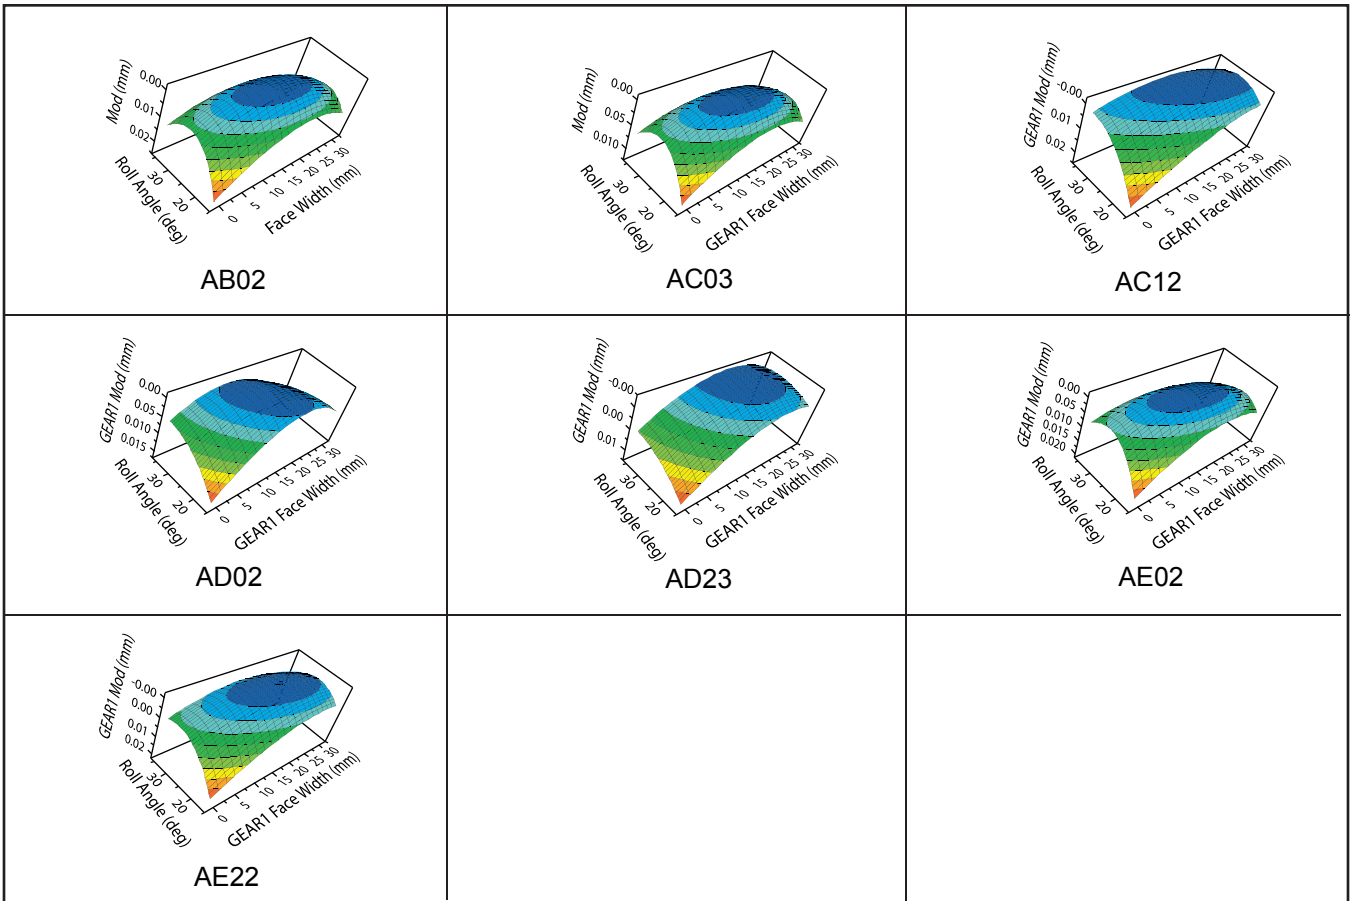 Mod (mm)
0.00
0.01
0.02
Roll Angle (deg)
30
20
0 5 10 15 20 25 30
Face Width (mm)
AB02
Mod (mm)
0.00
0.05
0.010
Roll Angle (deg)
30
20
0 5 10 15 20 25 30
GEAR1 Face Width (mm)
AC03
GEAR1 Mod (mm)
-0.00
0.01
0.02
Roll Angle (deg)
30
20
0 5 10 15 20 25 30
GEAR1 Face Width (mm)
AC12
GEAR1 Mod (mm)
0.00
0.05
0.010
0.015
Roll Angle (deg)
30
20
0 5 10 15 20 25 30
GEAR1 Face Width (mm)
AD02
GEAR1 Mod (mm)
-0.00
0.00
0.01
Roll Angle (deg)
30
20
0 5 10 15 20 25 30
GEAR1 Face Width (mm)
AD23
GEAR1 Mod (mm)
0.00
0.05
0.010
0.015
0.020
Roll Angle (deg)
30
20
0 5 10 15 20 25 30
GEAR1 Face Width (mm)
AE02
GEAR1 Mod (mm)
-0.00
0.00
0.01
0.02
Roll Angle (deg)
30
20
0 5 10 15 20 25 30
GEAR1 Face Width (mm)
AE22